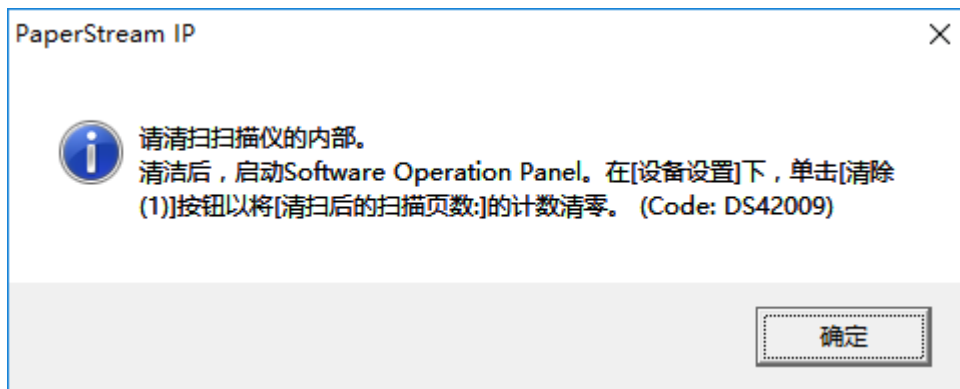 PaperStream IP
请清扫扫描仪的内部。
清洁后，启动Software Operation Panel。在[设备设置]下，单击[清除
(1)]按钮以将[清扫后的扫描页数:]的计数清零。 (Code: DS42009)
确定